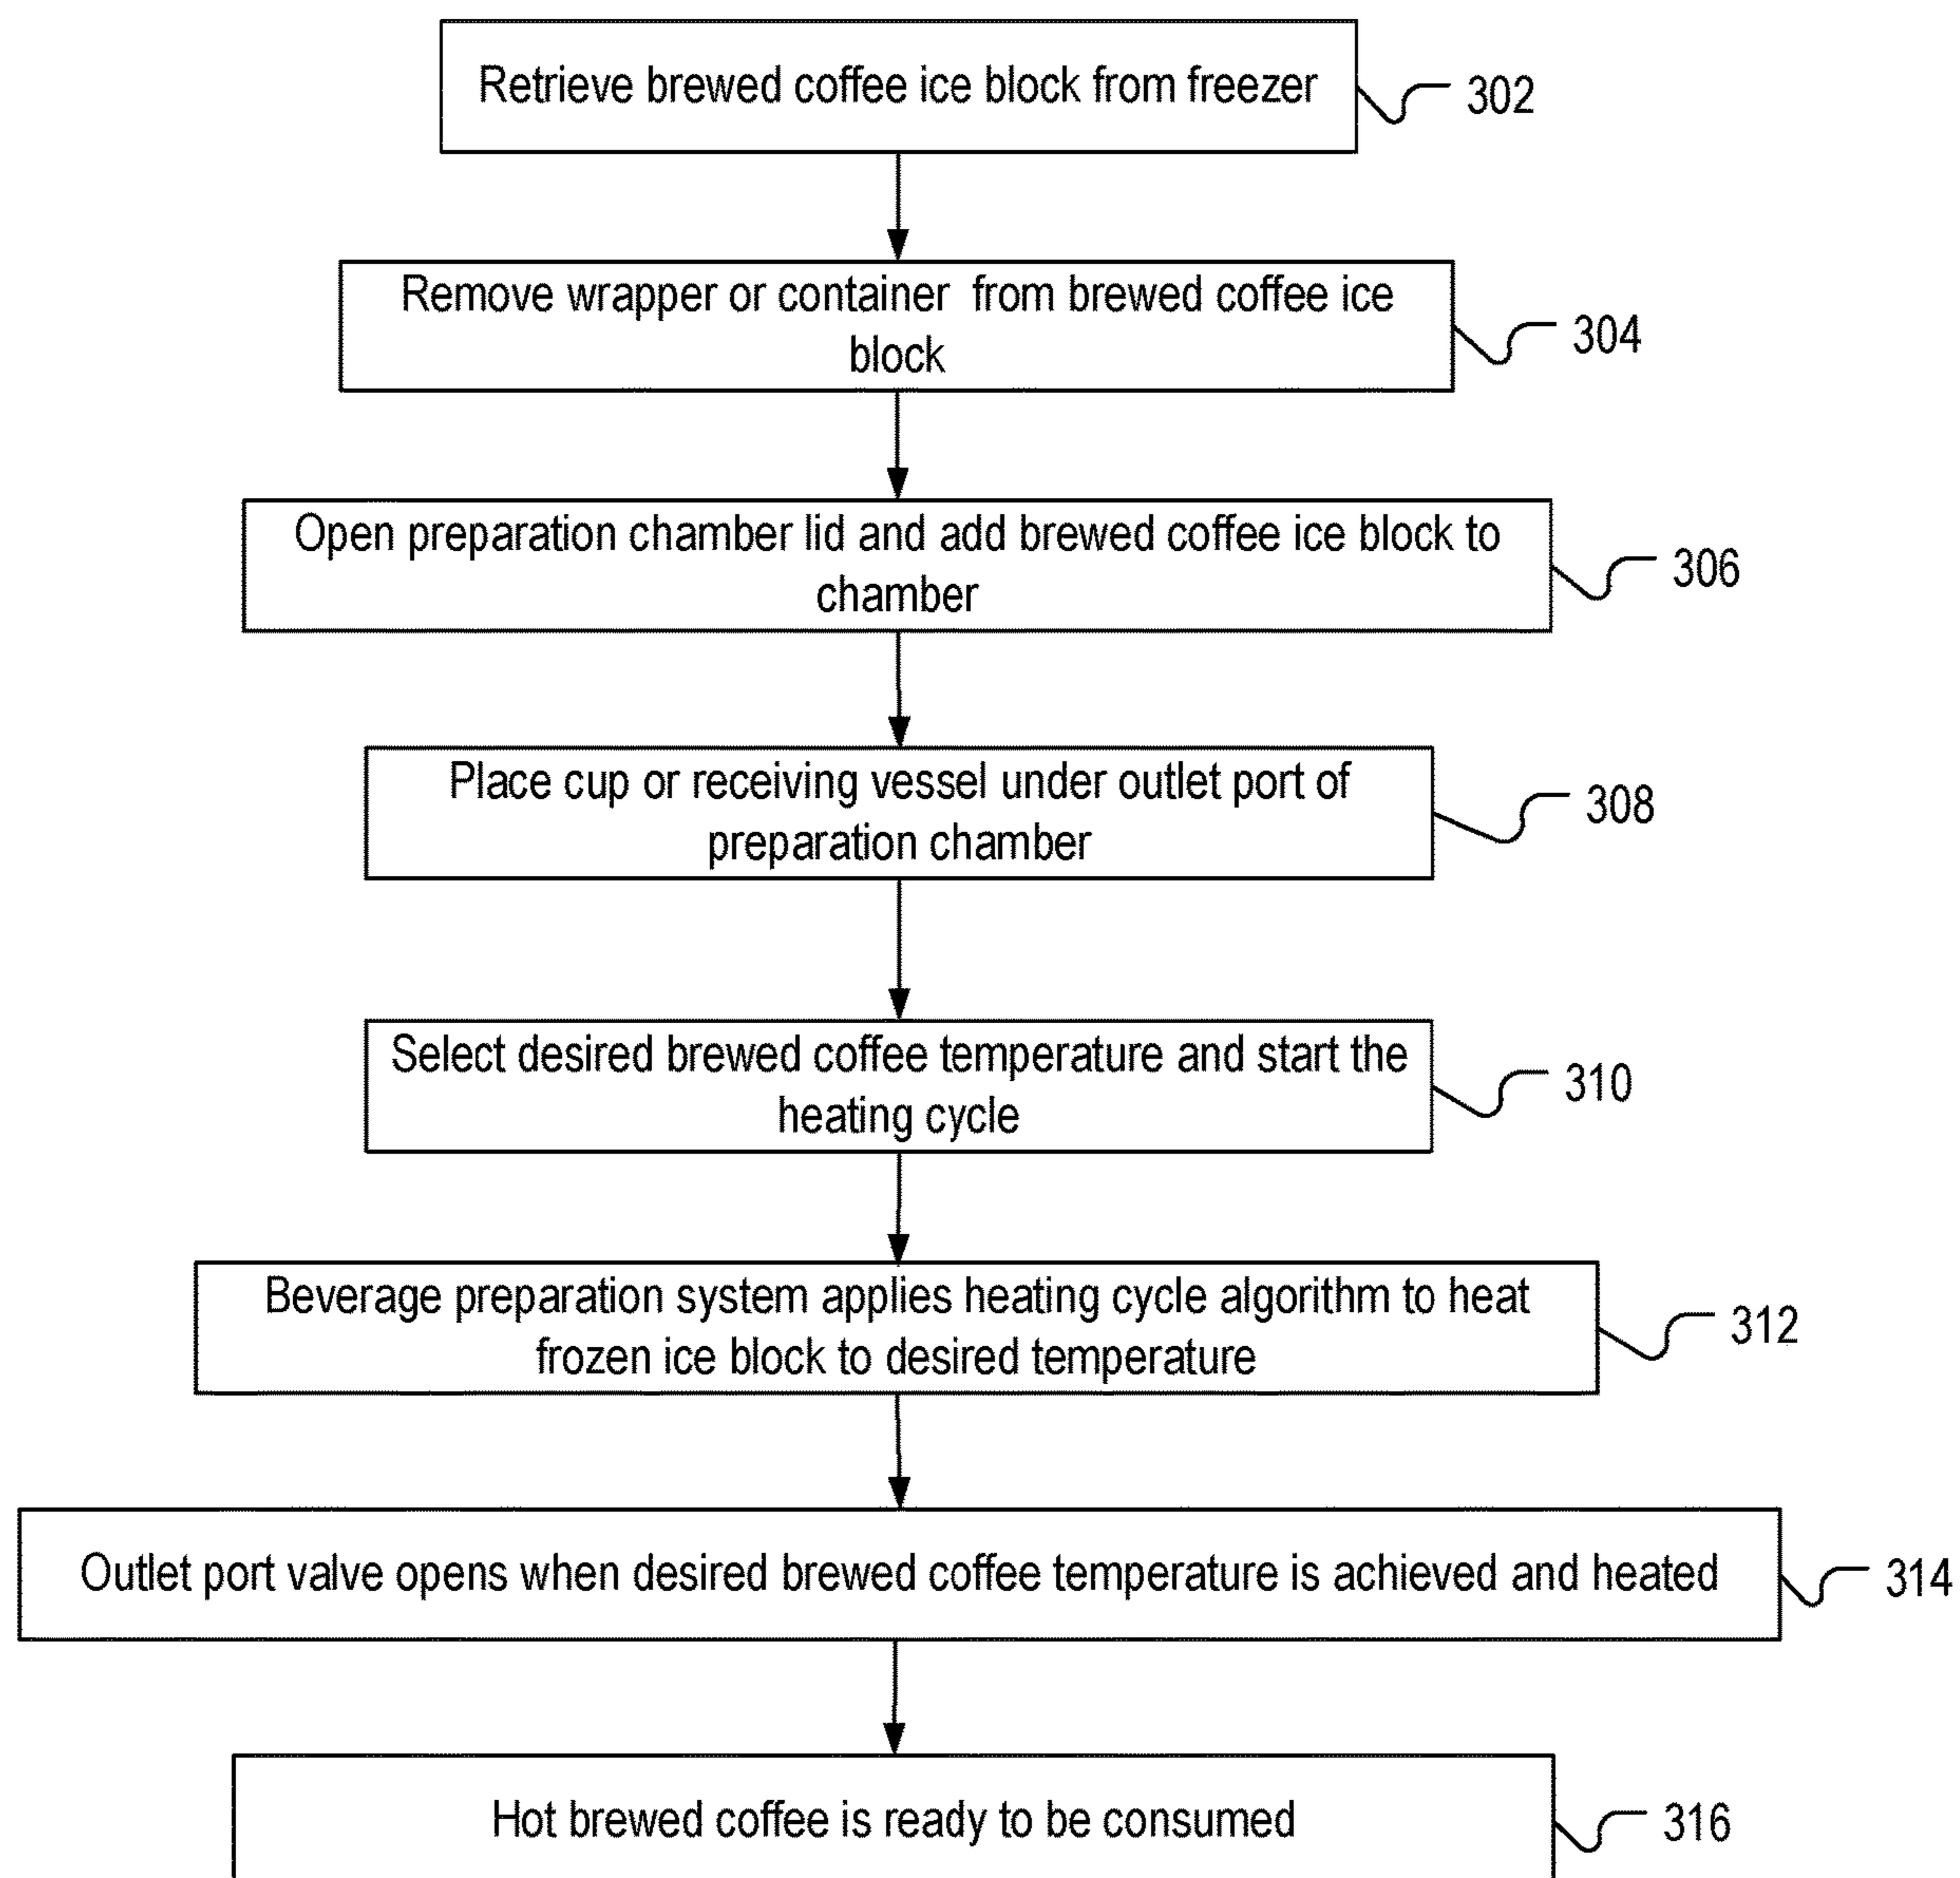 Retrieve brewed coffee ice block from freezer
302
Remove wrapper or container from brewed coffee ice
block
304
Open preparation chamber lid and add brewed coffee ice block to
chamber
306
Place cup or receiving vessel under outlet port of
preparation chamber
308
Select desired brewed coffee temperature and start the
heating cycle
310
Beverage preparation system applies heating cycle algorithm to heat
frozen ice block to desired temperature
312
Outlet port valve opens when desired brewed coffee temperature is achieved and heated
314
Hot brewed coffee is ready to be consumed
316